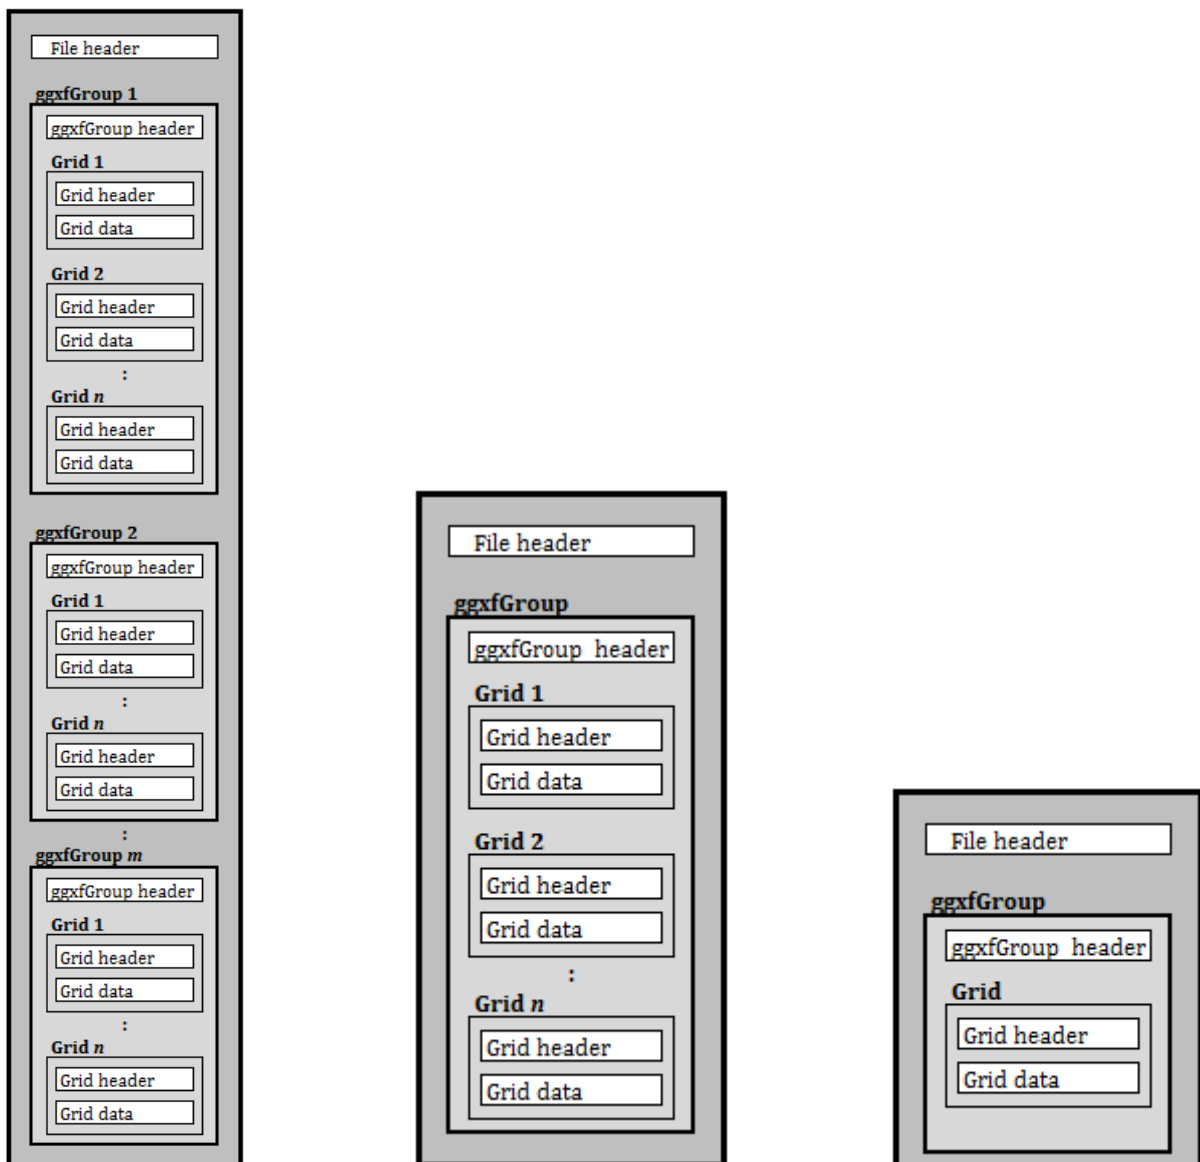 File header
ggxfGroup 1
ggxfGroup header
Grid 1
Grid header
Grid data
Grid 2
Grid header
Grid data
:
Grid n
Grid header
Grid data
ggxfGroup 2
ggxfGroup header
Grid 1
Grid header
Grid data
:
Grid n
Grid header
Grid data
:
ggxfGroup m
ggxfGroup header
Grid 1
Grid header
Grid data
:
Grid n
Grid header
Grid data
File header
ggxfGroup
ggxfGroup header
Grid 1
Grid header
Grid data
Grid 2
Grid header
Grid data
:
Grid n
Grid header
Grid data
File header
ggxfGroup
ggxfGroup header
Grid
Grid header
Grid data